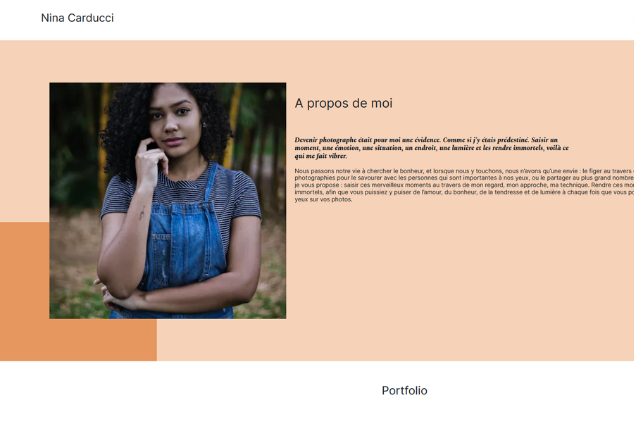 Nina Carducci
A propos de moi
Devenir photographe était pour moi une évidence. Comme si j'y étais prédestiné. Saisir un
moment, une émotion, une situation, un endroit, une lumière et les rendre immortels, voilà ce
qui me fait vibrer.
Nous passons notre vie à chercher le bonheur, et lorsque nous y touchons, nous n'avons qu'une envie : le figer au travers
photographies pour le savourer avec les personnes qui sont importantes à nos yeux, ou le partager au plus grand nombre
je vous propose : saisir ces merveilleux moments au travers de mon regard, mon approche, ma technique. Rendre ces
immortels, afin que vous puissiez y puiser de l'amour, du bonheur, de la tendresse et de lumière à chaque fois que vous
yeux sur vos photos.
Portfolio